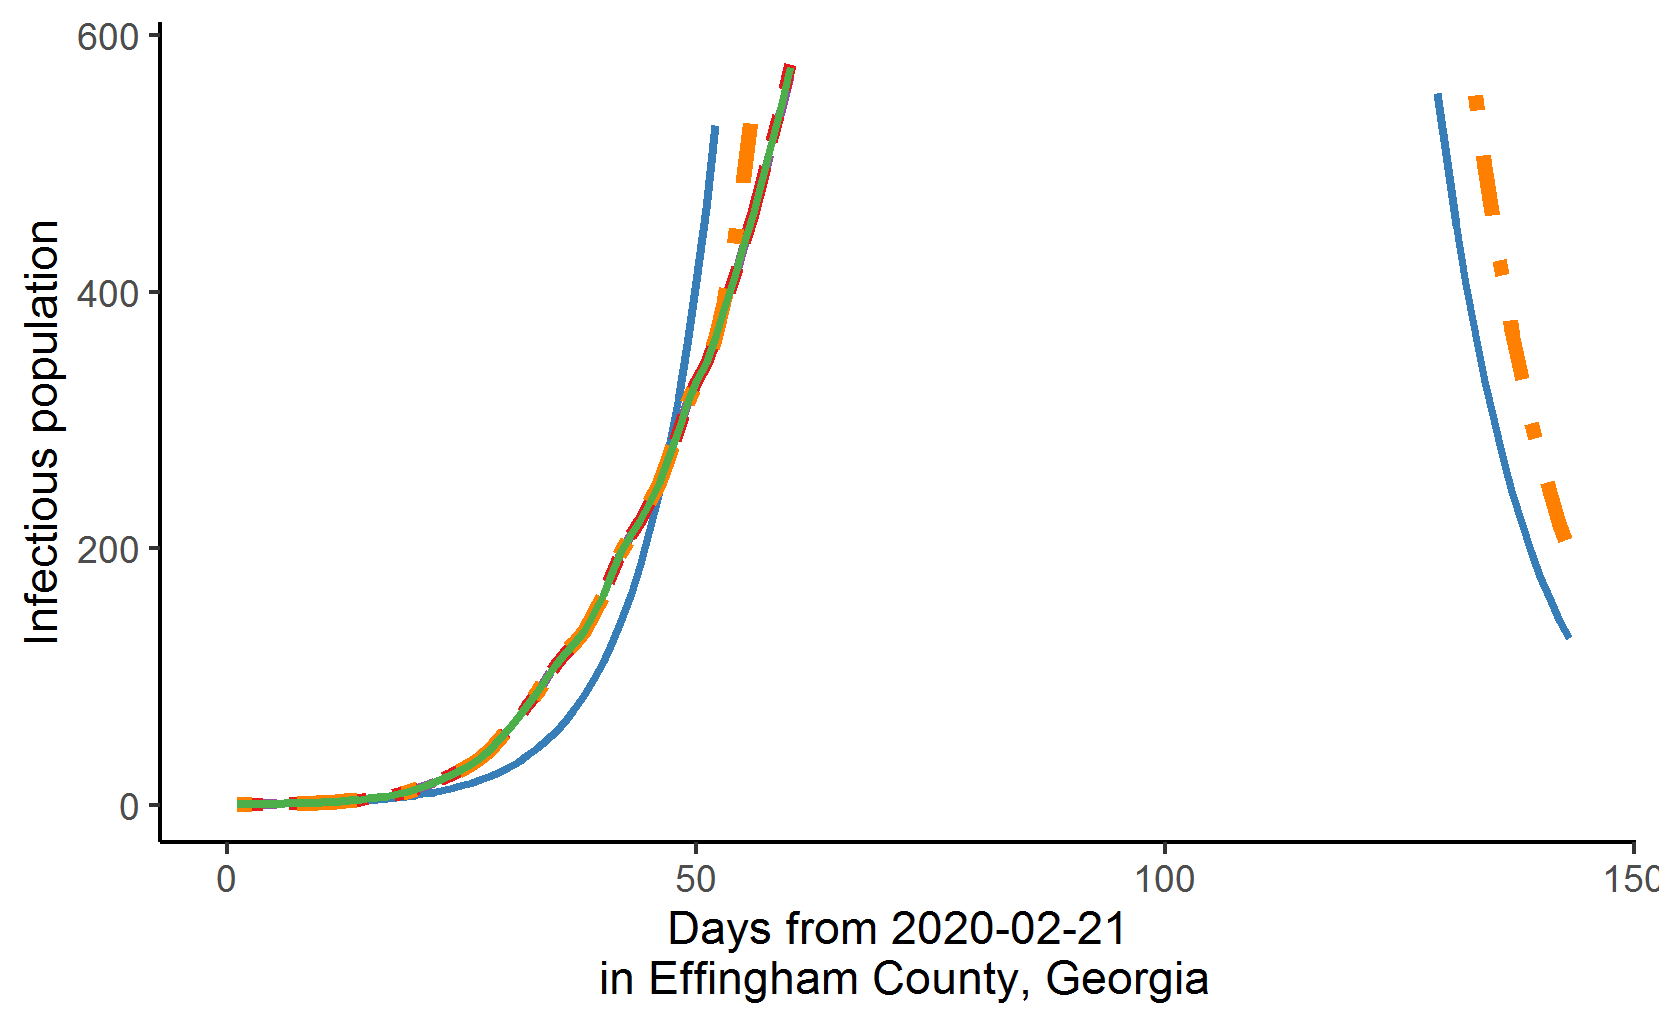 600
400
200
0
Infectious population
0 50 100 150
Days from 2020-02-21
in Effingham County, Georgia